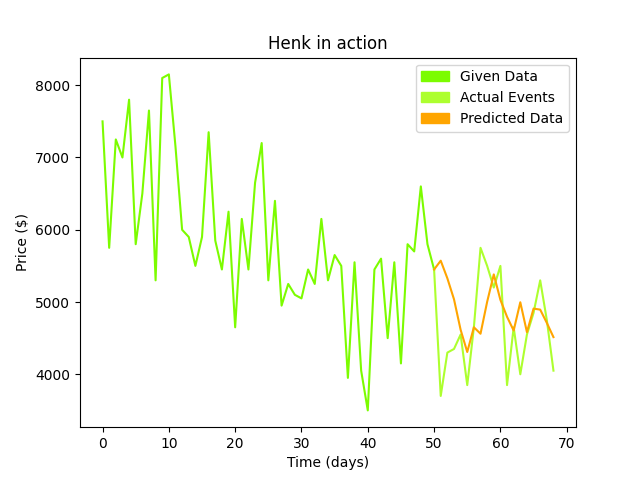 Henk in action
Given Data
Actual Events
Predicted Data
8000
7000
6000
5000
4000
Price ($)
0 10 20 30 40 50 60 70
Time (days)